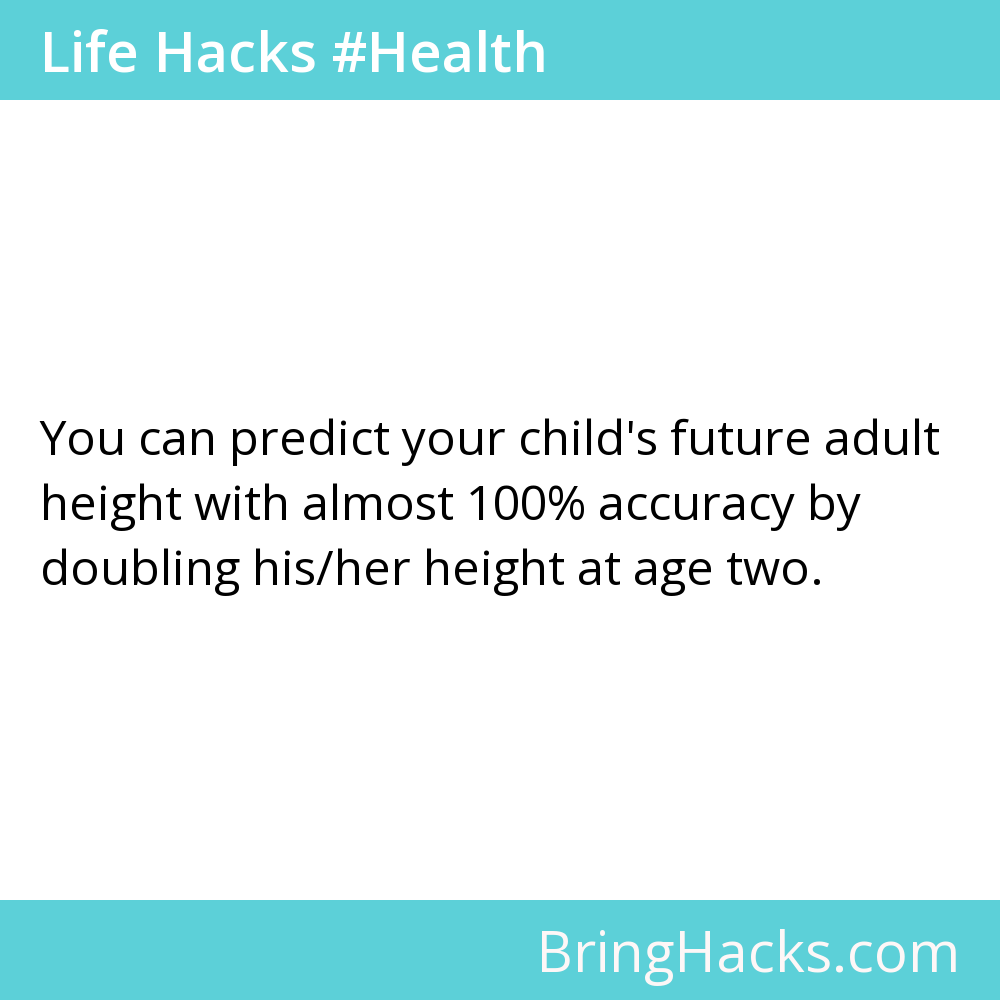 Life Hacks #Health
You can predict your child's future adult
height with almost 100% accuracy by
doubling his/her height at age two.
BringHacks.com